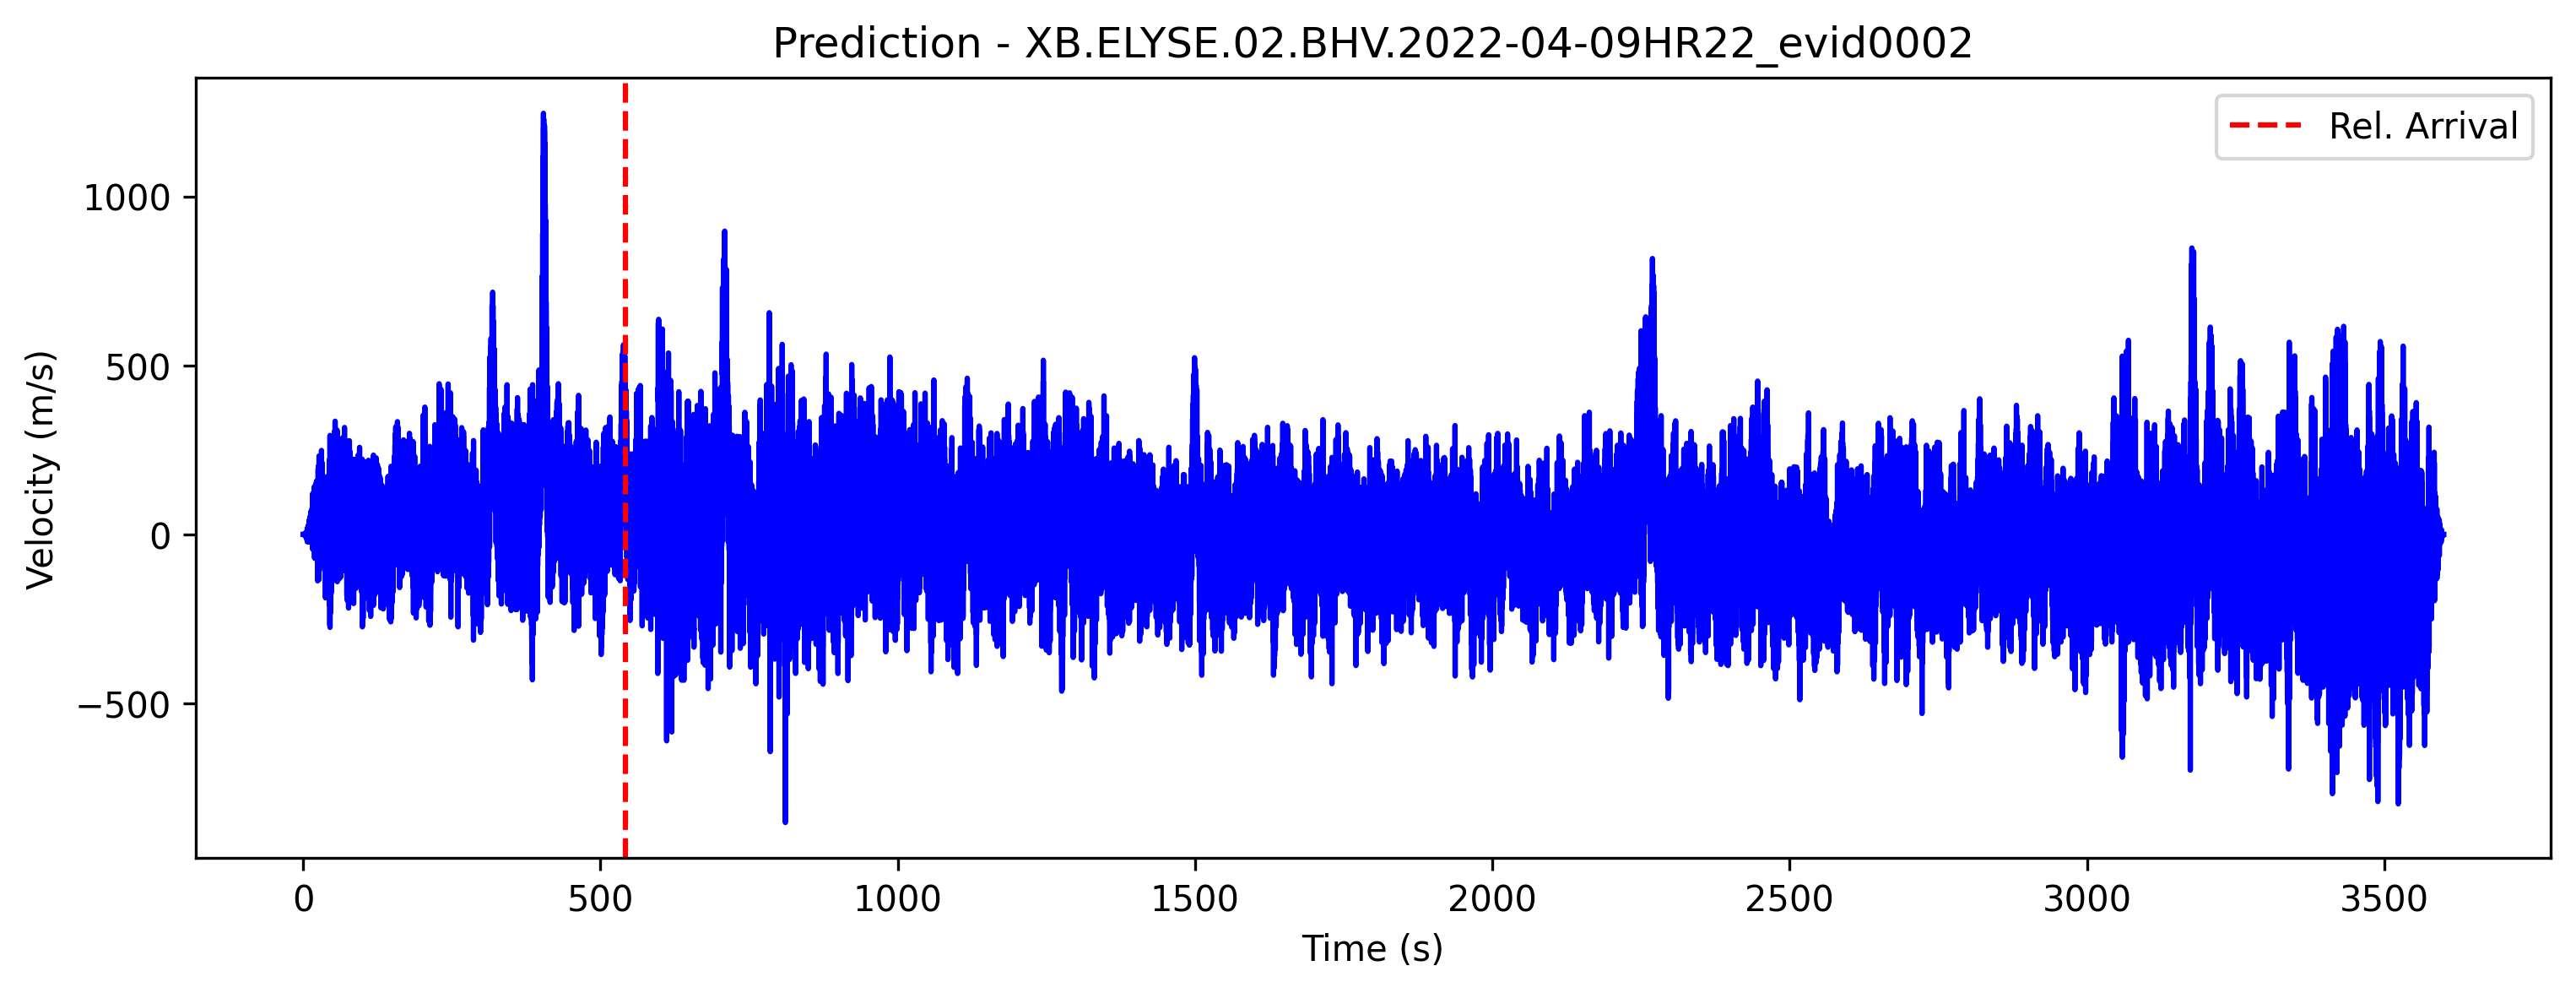 Prediction - XB.ELYSE.02.BHV.2022-04-09HR22_evid0002
Rel. Arrival
Velocity (m/s)
1000
500
0
−500
0 500 1000 1500 2000 2500 3000 3500
Time (s)